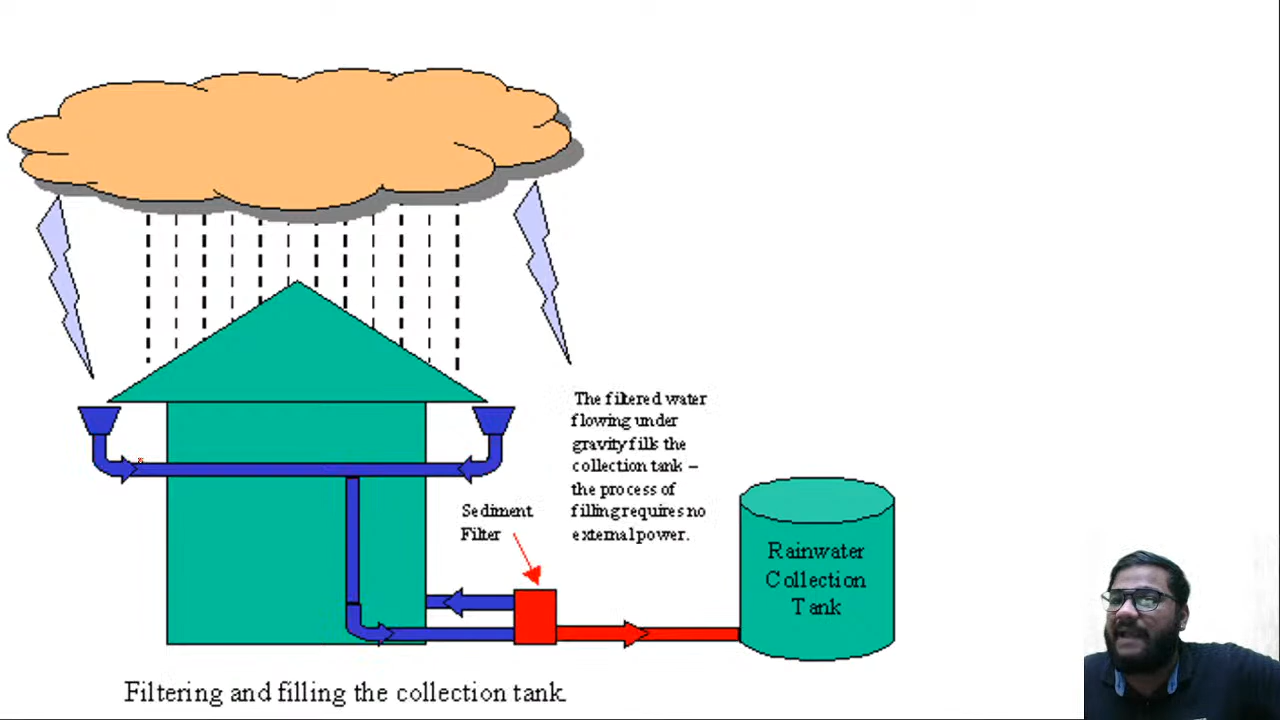 The filtered water
flowing under
gravity fills the
collection tank –
the process of
filling requires no
external power.
Sediment
Filter
Rainwater
Collection
Tank
Filtering and filling the collection tank.